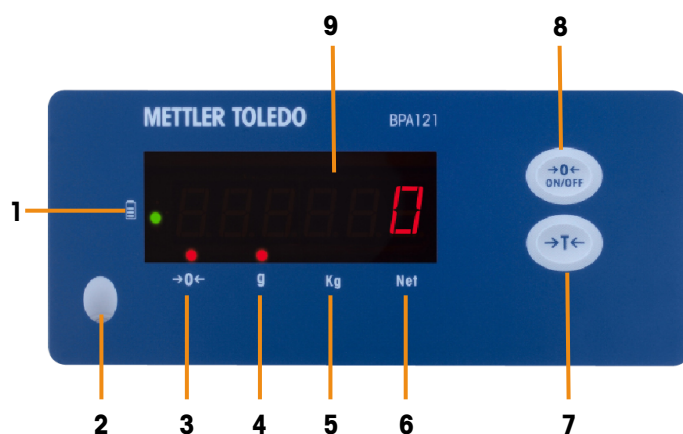 9
8
METTLER TOLEDO
BPA121
→0←
ON/OFF
1
0
→T←
→0←
g
Kg
Net
2
3
4
5
6
7